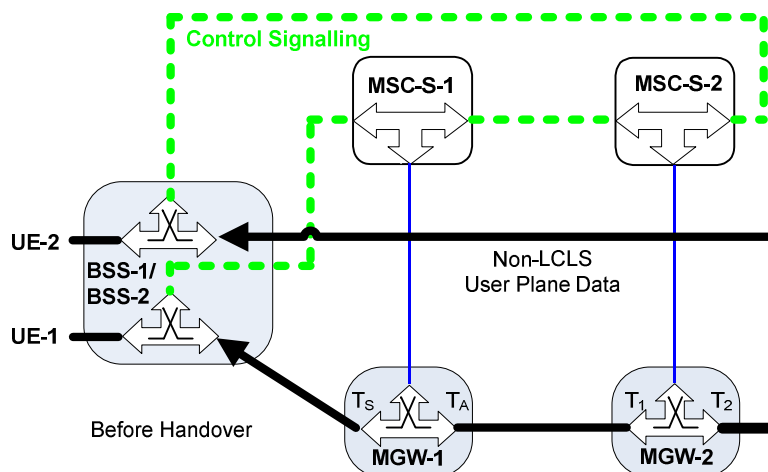 Control Signalling
MSC-S-1
MSC-S-2
UE-2
BSS-1/
BSS-2
Non-LCLS
User Plane Data
UE-1
Before Handover
TS
TA
T1
T2
MGW-1
MGW-2